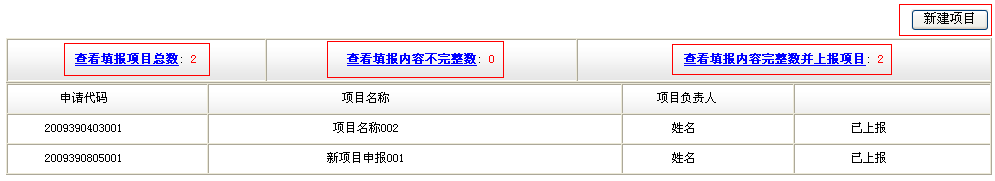 新建项目
查看填报项目总数: 2 查看填报内容不完整数: 0 查看填报内容完整数并上报项目: 2
申请代码 项目名称 项目负责人
2009390403001 项目名称002 姓名 已上报
2009390805001 新项目申报001 姓名 已上报